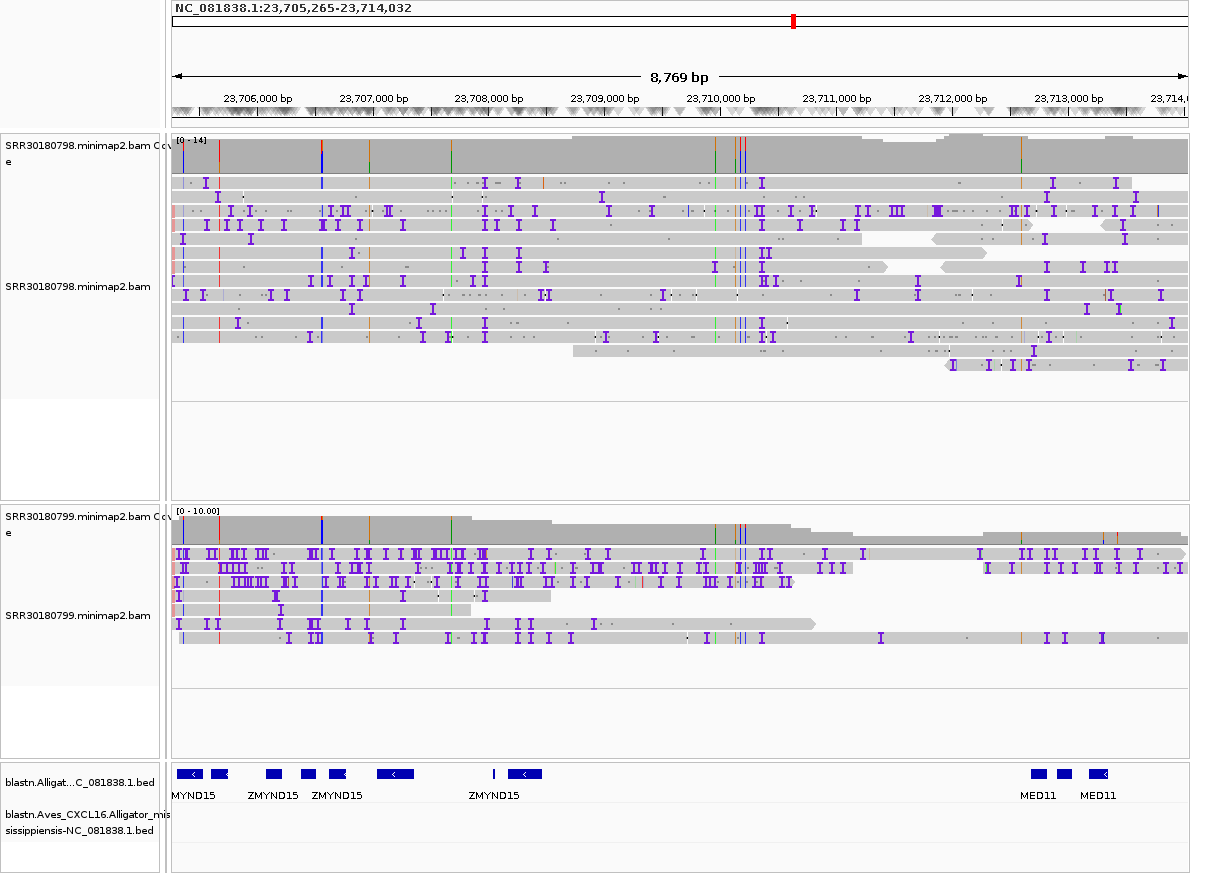 NC_081838.1:23,705,265-23,714,032
8,769 bp
23,706,000 bp 23,707,000 bp 23,708,000 bp 23,709,000 bp 23,710,000 bp 23,711,000 bp 23,712,000 bp 23,713,000 bp 23,714,
SRR30180798.minimap2.bam Cov
e
[0 - 14]
SRR30180798.minimap2.bam
SRR30180799.minimap2.bam Cov
e
[0 - 10.00]
SRR30180799.minimap2.bam
blastn.Alligat...C_081838.1.bed
MYND15 ZMYND15 ZMYND15 ZMYND15 MED11 MED11
blastn.Aves_CXCL16.Alligator_mis
sissippiensis-NC_081838.1.bed